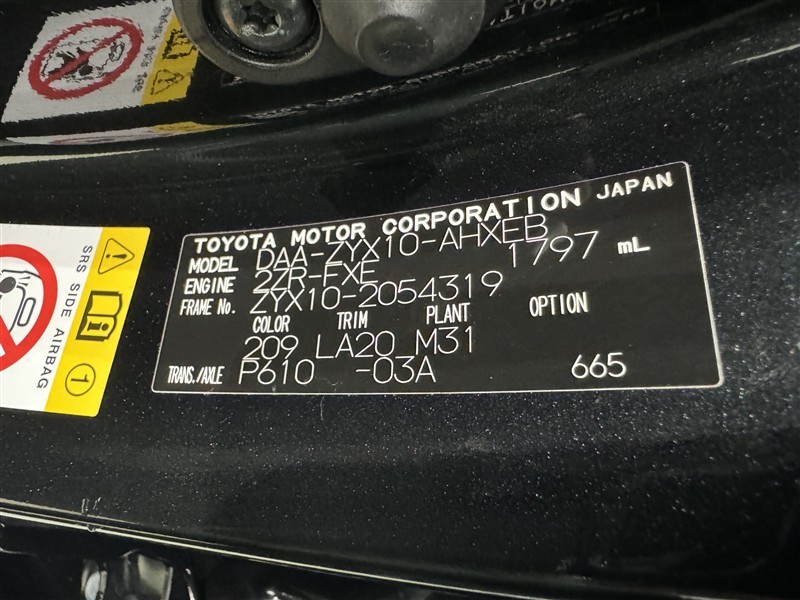 TOYOTA MOTOR CORPORATION JAPAN
MODEL DAA-ZYX10-AHXEB
ENGINE 2ZR-FXE 1797 mL
FRAME No. ZYX10-2054319
COLOR TRIM PLANT OPTION
209 LA20 M31
TRANS./AXLE P610 -03A 665
SRS SIDE AIRBAG
1